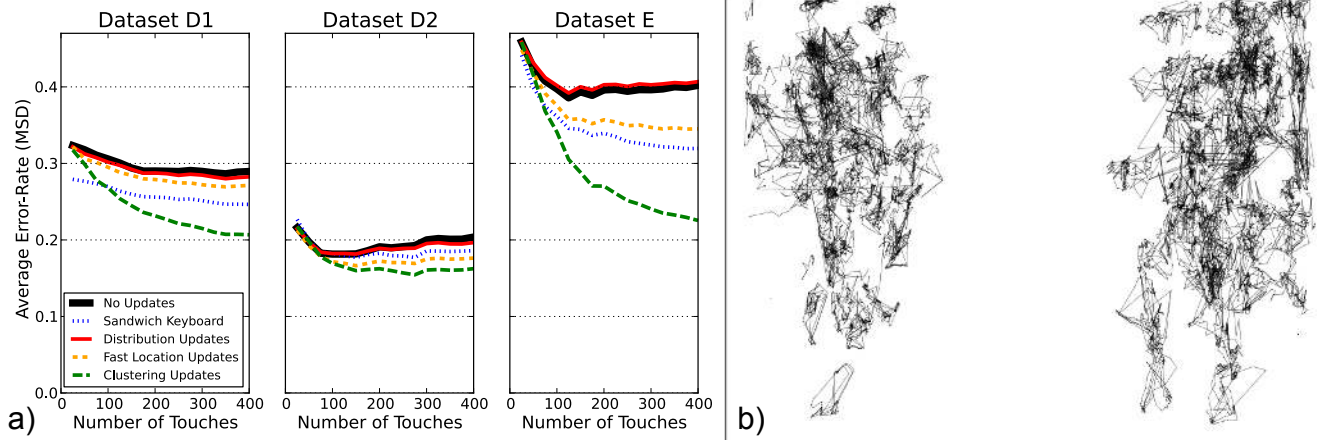 Dataset D1
Dataset D2
Dataset E
Average Error-Rate (MSD)
0.4
0.3
0.2
0.1
0.0
No Updates
Sandwich Keyboard
Distribution Updates
Fast Location Updates
Clustering Updates
0 100 200 300 400
0 100 200 300 400
0 100 200 300 400
Number of Touches
Number of Touches
Number of Touches
a)
b)